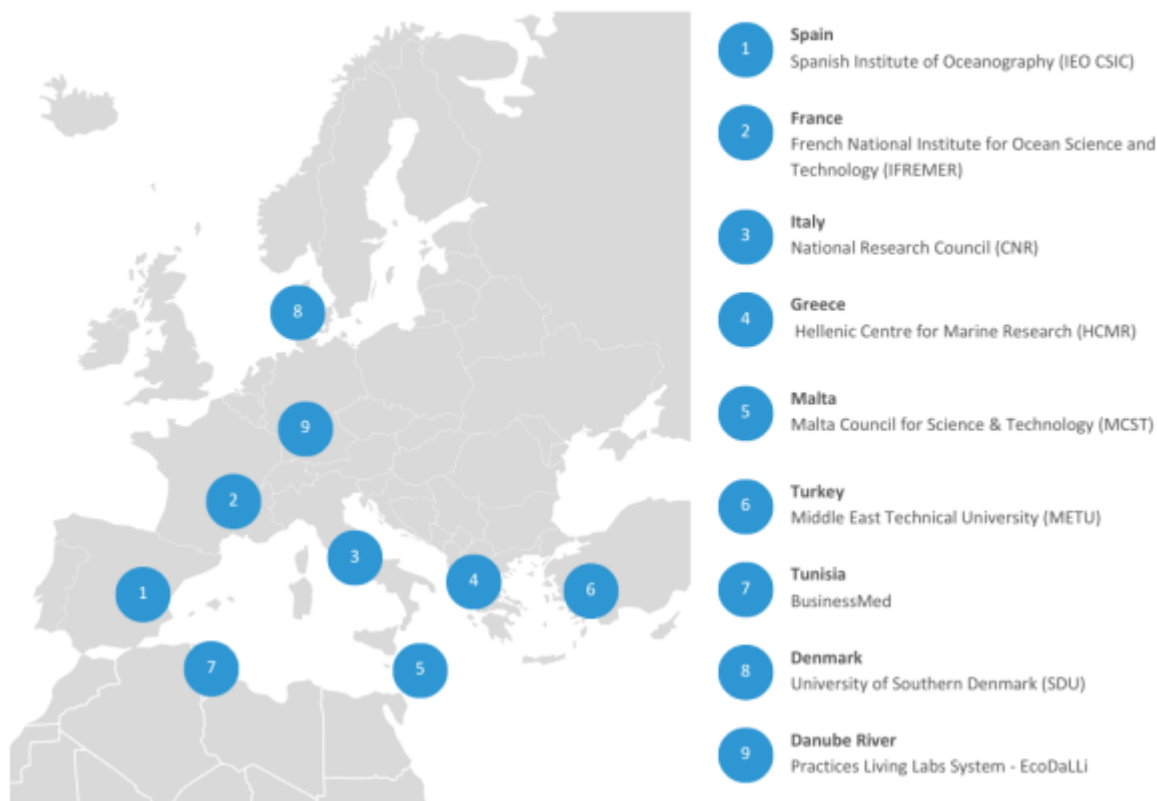 1
Spain
Spanish Institute of Oceanography (IEO CSIC)
2
France
French National Institute for Ocean Science and
Technology (IFREMER)
3
Italy
National Research Council (CNR)
4
Greece
Hellenic Centre for Marine Research (HCMR)
5
Malta
Malta Council for Science & Technology (MCST)
6
Turkey
Middle East Technical University (METU)
7
Tunisia
BusinessMed
8
Denmark
University of Southern Denmark (SDU)
9
Danube River
Practices Living Labs System - EcoDaLLi
8
9
2
3
4
6
1
7
5